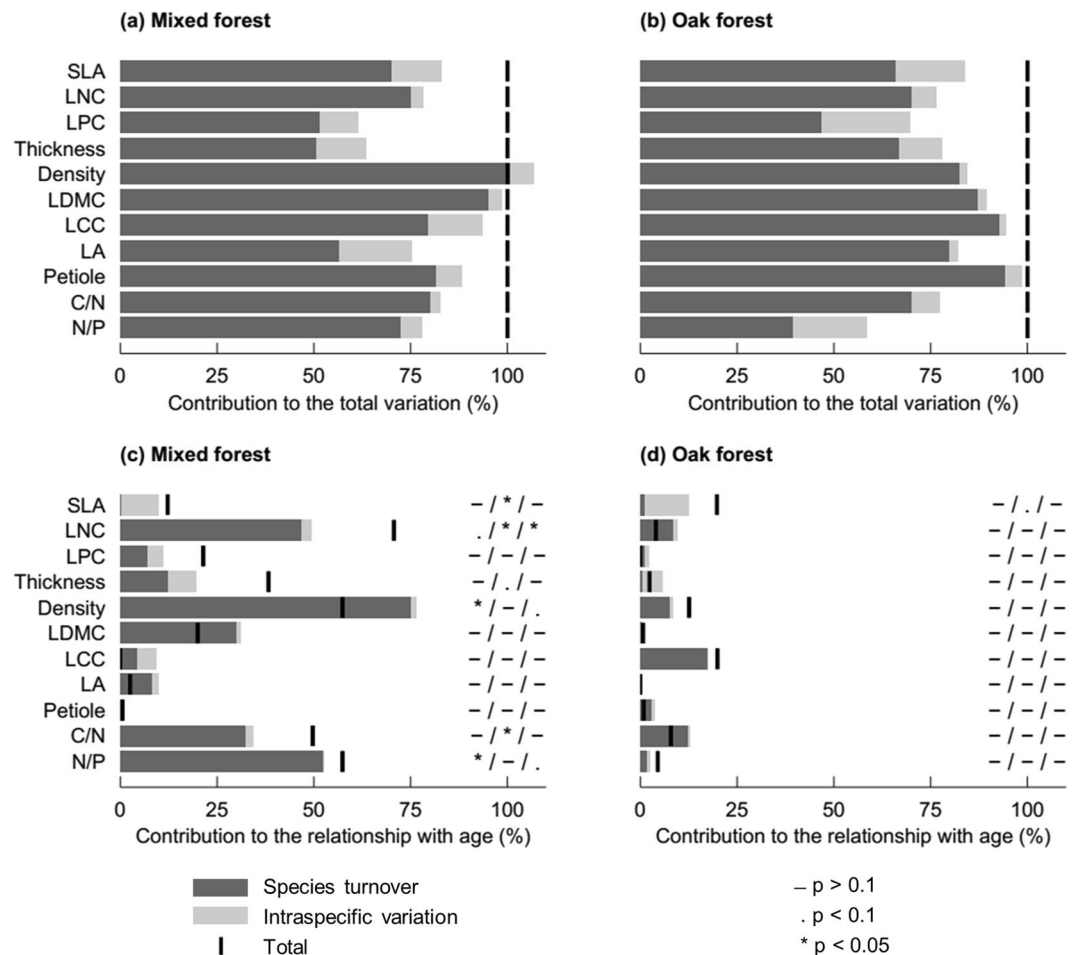 (a) Mixed forest
(b) Oak forest
SLA
LNC
LPC
Thickness
Density
LDMC
LCC
LA
Petiole
C/N
N/P
0 25 50 75 100
0 25 50 75 100
Contribution to the total variation (%)
Contribution to the total variation (%)
(c) Mixed forest
(d) Oak forest
SLA – / * / – – / . / –
LNC . / * / * – / – / –
LPC – / – / – – / – / –
Thickness – / . / – – / – / –
Density * / – / . – / – / –
LDMC – / – / – – / – / –
LCC – / – / – – / – / –
LA – / – / – – / – / –
Petiole – / – / – – / – / –
C/N – / * / – – / – / –
N/P * / – / . – / – / –
0 25 50 75 100
0 25 50 75 100
Contribution to the relationship with age (%)
Contribution to the relationship with age (%)
Species turnover
Intraspecific variation
Total
– p > 0.1
. p < 0.1
* p < 0.05